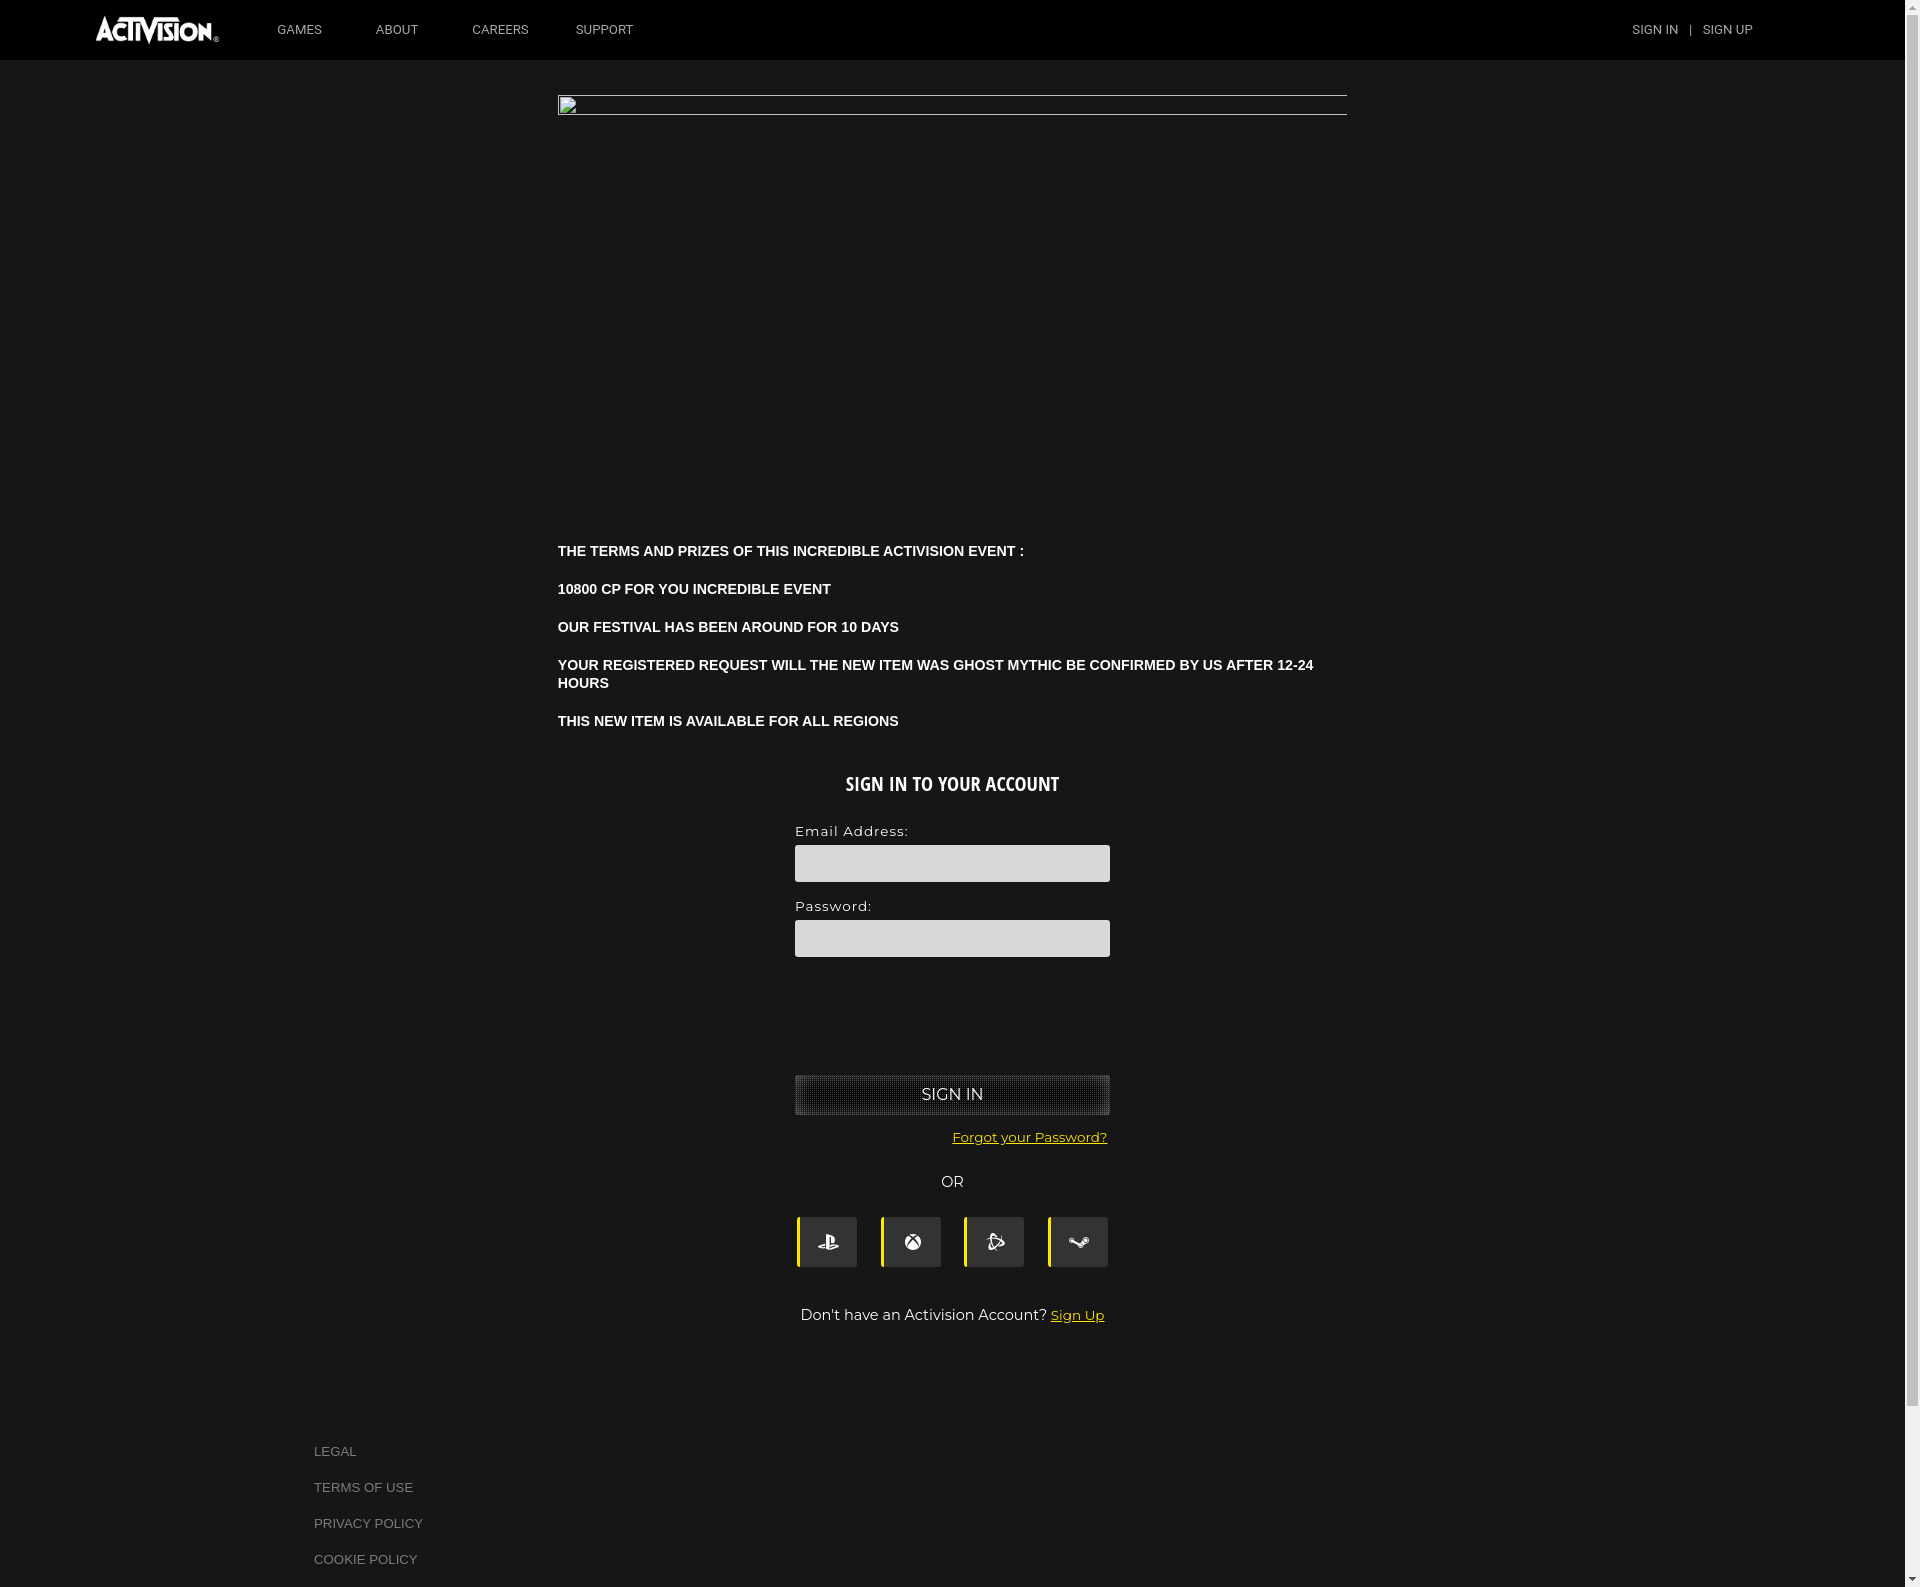 ACTIVISION®
GAMES ABOUT CAREERS SUPPORT SIGN IN | SIGN UP
THE TERMS AND PRIZES OF THIS INCREDIBLE ACTIVISION EVENT :
10800 CP FOR YOU INCREDIBLE EVENT
OUR FESTIVAL HAS BEEN AROUND FOR 10 DAYS
YOUR REGISTERED REQUEST WILL THE NEW ITEM WAS GHOST MYTHIC BE CONFIRMED BY US AFTER 12-24
HOURS
THIS NEW ITEM IS AVAILABLE FOR ALL REGIONS
SIGN IN TO YOUR ACCOUNT
Email Address:
Password:
SIGN IN
Forgot your Password?
OR
Don't have an Activision Account? Sign Up
LEGAL
TERMS OF USE
PRIVACY POLICY
COOKIE POLICY